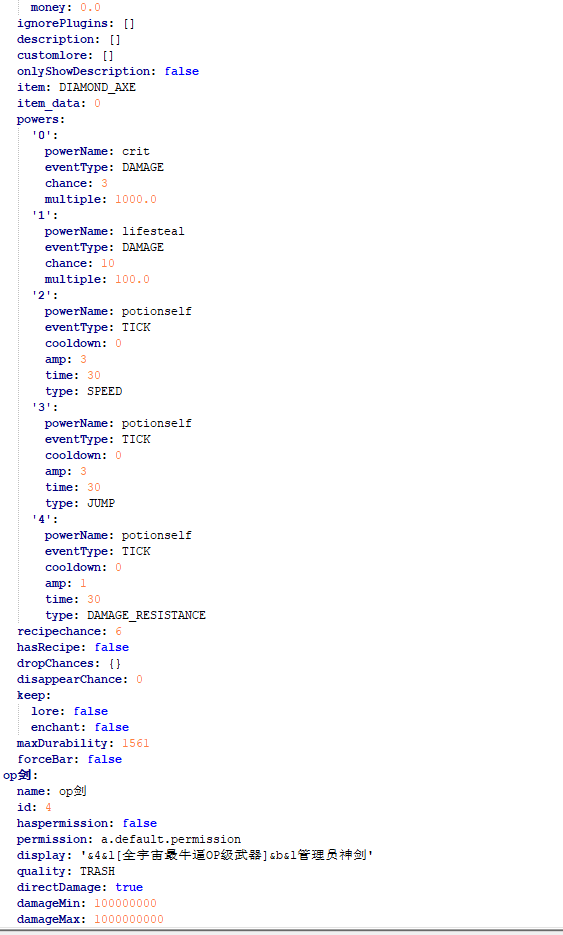 money: 0.0
ignorePlugins: []
description: []
customlore: []
onlyShowDescription: false
item: DIAMOND_AXE
item_data: 0
powers:
'0':
powerName: crit
eventType: DAMAGE
chance: 3
multiple: 1000.0
'1':
powerName: lifesteal
eventType: DAMAGE
chance: 10
multiple: 100.0
'2':
powerName: potionself
eventType: TICK
cooldown: 0
amp: 3
time: 30
type: SPEED
'3':
powerName: potionself
eventType: TICK
cooldown: 0
amp: 3
time: 30
type: JUMP
'4':
powerName: potionself
eventType: TICK
cooldown: 0
amp: 1
time: 30
type: DAMAGE_RESISTANCE
recipechance: 6
hasRecipe: false
dropChances: {}
disappearChance: 0
keep:
lore: false
enchant: false
maxDurability: 1561
forceBar: false
op剑:
name: op剑
id: 4
haspermission: false
permission: a.default.permission
display: '&4&l[全宇宙最牛逼OP级武器]&b&l管理员神剑'
quality: TRASH
directDamage: true
damageMin: 100000000
damageMax: 1000000000